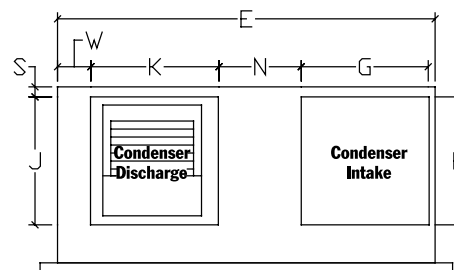 E
W
S K N G
J
Condenser
Discharge
Condenser
Intake